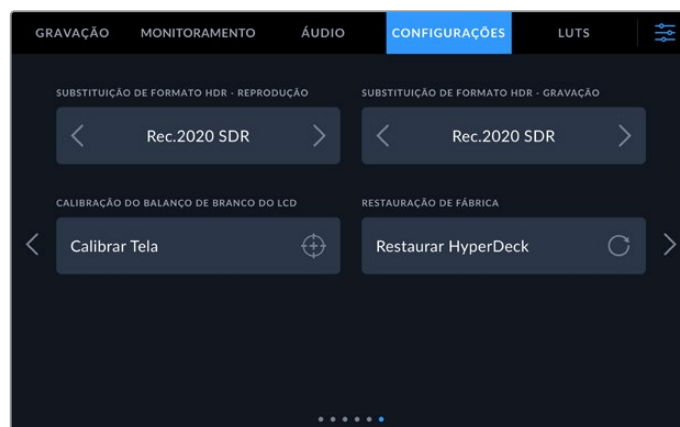 GRAVAÇÃO MONITORAMENTO ÁUDIO CONFIGURAÇÕES LUTS
SUBSTITUIÇÃO DE FORMATO HDR - REPRODUÇÃO
SUBSTITUIÇÃO DE FORMATO HDR - GRAVAÇÃO
Rec.2020 SDR
Rec.2020 SDR
CALIBRAÇÃO DO BALANÇO DE BRANCO DO LCD
RESTAURAÇÃO DE FÁBRICA
Calibrar Tela
Restaurar HyperDeck